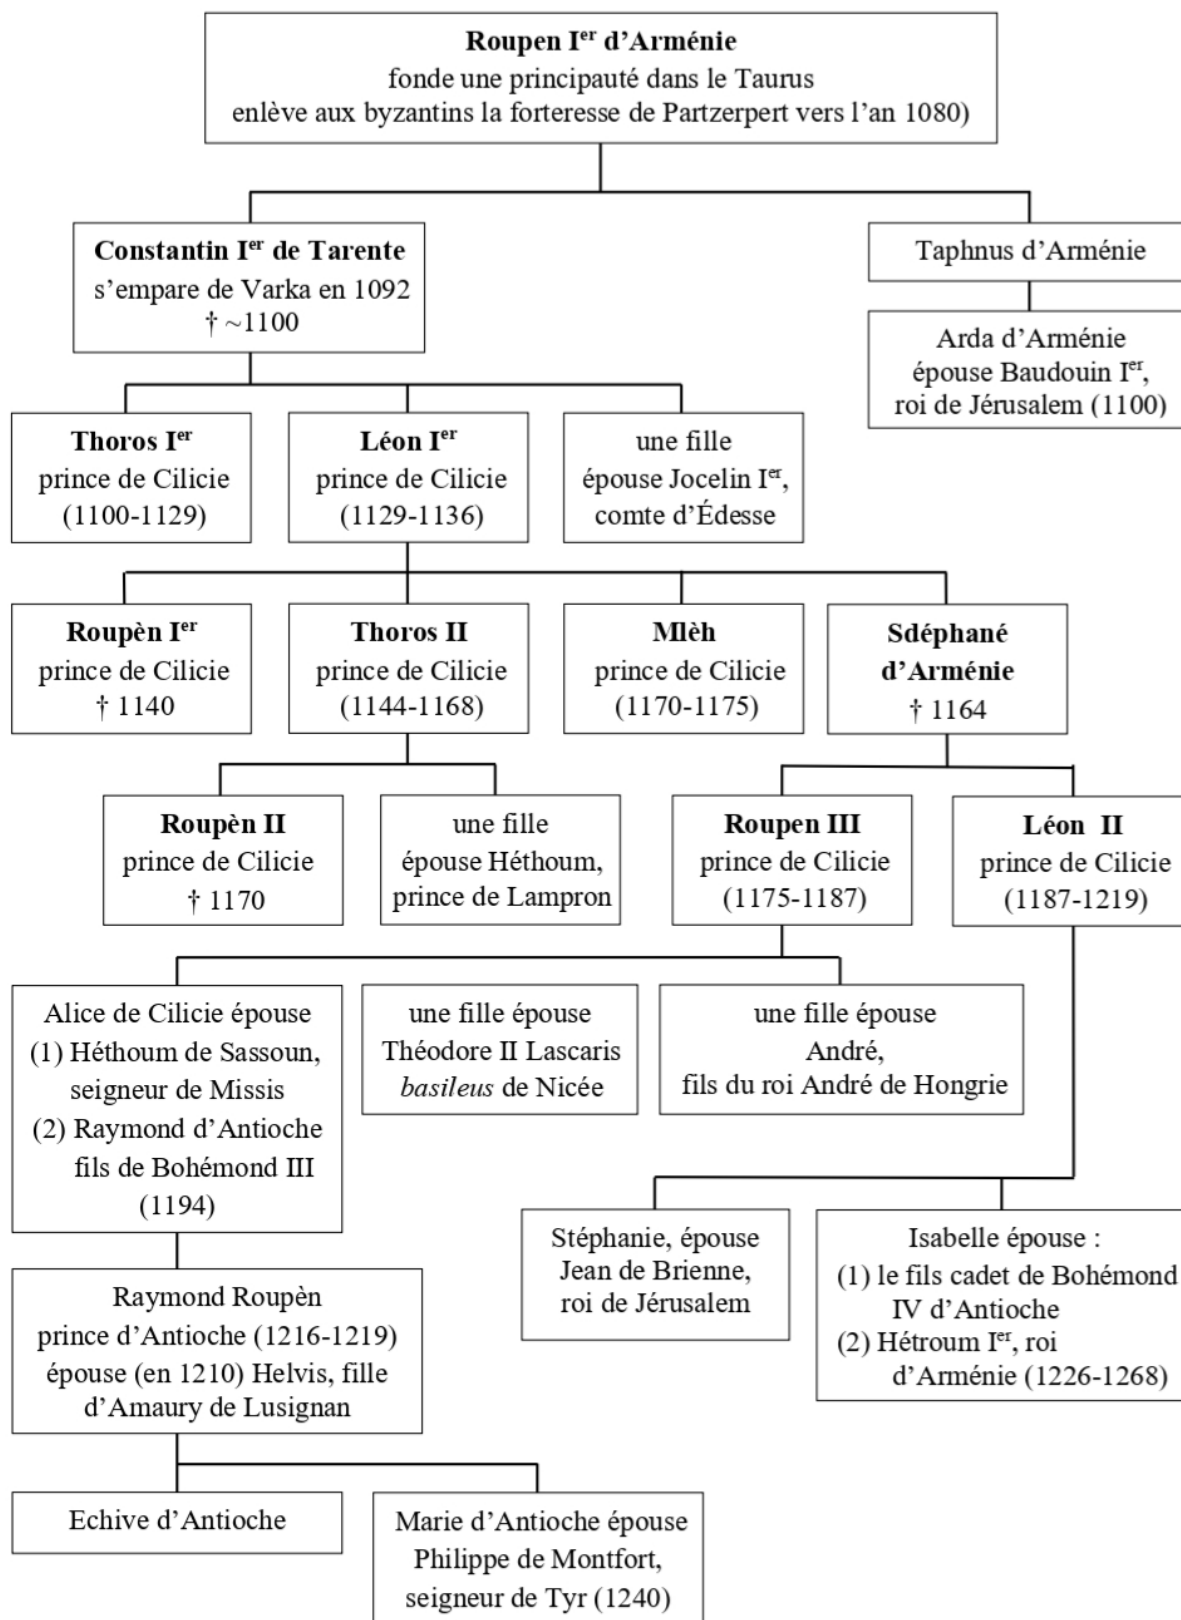 Roupen Ier d’Arménie
fonde une principauté dans le Taurus
enlève aux byzantins la forteresse de Partzerpert vers l’an 1080)
Constantin Ier de Tarente
s’empare de Varka en 1092
† ~1100
Taphnus d’Arménie
Arda d’Arménie
épouse Baudouin Ier,
roi de Jérusalem (1100)
Thoros Ier
prince de Cilicie
(1100-1129)
Léon Ier
prince de Cilicie
(1129-1136)
une fille
épouse Jocelin Ier,
comte d’Édesse
Roupèn Ier
prince de Cilicie
† 1140
Thoros II
prince de Cilicie
(1144-1168)
Mlèh
prince de Cilicie
(1170-1175)
Sdéphané
d’Arménie
† 1164
Roupèn II
prince de Cilicie
† 1170
une fille
épouse Héthoum,
prince de Lampron
Roupen III
prince de Cilicie
(1175-1187)
Léon II
prince de Cilicie
(1187-1219)
Alice de Cilicie épouse
(1) Héthoum de Sassoun,
seigneur de Missis
(2) Raymond d’Antioche
fils de Bohémond III
(1194)
une fille épouse
Théodore II Lascaris
basileus de Nicée
une fille épouse
André,
fils du roi André de Hongrie
Stéphanie, épouse
Jean de Brienne,
roi de Jérusalem
Isabelle épouse :
(1) le fils cadet de Bohémond
IV d’Antioche
(2) Hétroum Ier, roi
d’Arménie (1226-1268)
Raymond Roupèn
prince d’Antioche (1216-1219)
épouse (en 1210) Helvis, fille
d’Amaury de Lusignan
Echive d’Antioche
Marie d’Antioche épouse
Philippe de Montfort,
seigneur de Tyr (1240)